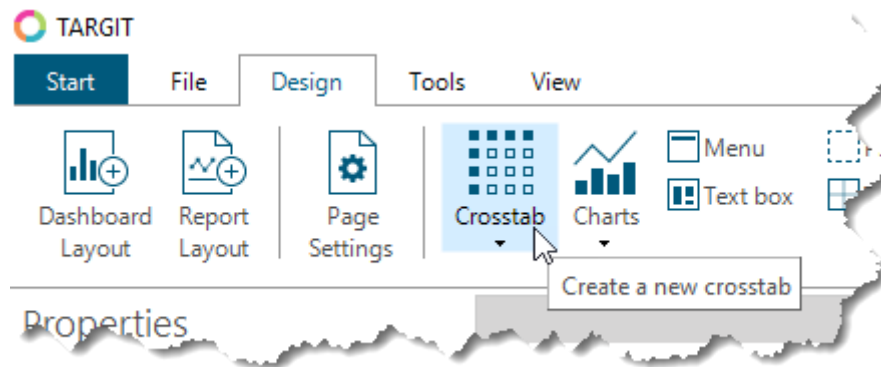 TARGIT
Start File Design Tools View
Dashboard Layout
Report Layout
Page Settings
Crosstab
Charts
Menu
Text box
Create a new crosstab
Properties